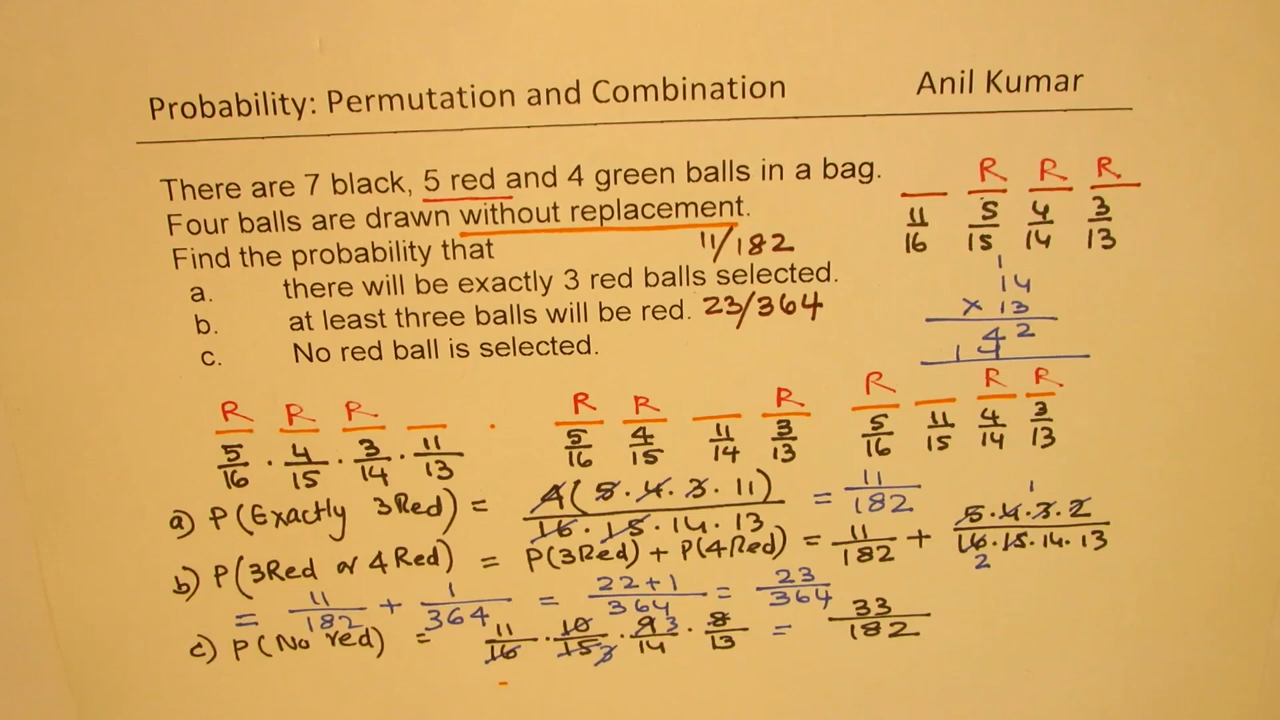 Probability: Permutation and Combination Anil Kumar
There are 7 black, 5 red and 4 green balls in a bag.
Four balls are drawn without replacement.
Find the probability that 11/182
a. there will be exactly 3 red balls selected.
b. at least three balls will be red. 23/364
c. No red ball is selected.
R R R
11/16 5/15 4/14 3/13
1
14
× 13
42
14
R R R
5/16 · 4/15 · 3/14 · 11/13
R R R
5/16 4/15 11/14 3/13
R R R
5/16 11/15 4/14 3/13
a) P(Exactly 3Red) = 4(5·4·3·11)/16·15·14·13 = 11/182
b) P(3Red or 4Red) = P(3Red) + P(4Red) = 11/182 + 5·4·3·2/16·15·14·13
1
2
= 11/182 + 1/364 = 22+1/364 = 23/364
c) P(No red) = 11/16 · 10/15 3 · 9 3/14 · 8/13 = 33/182